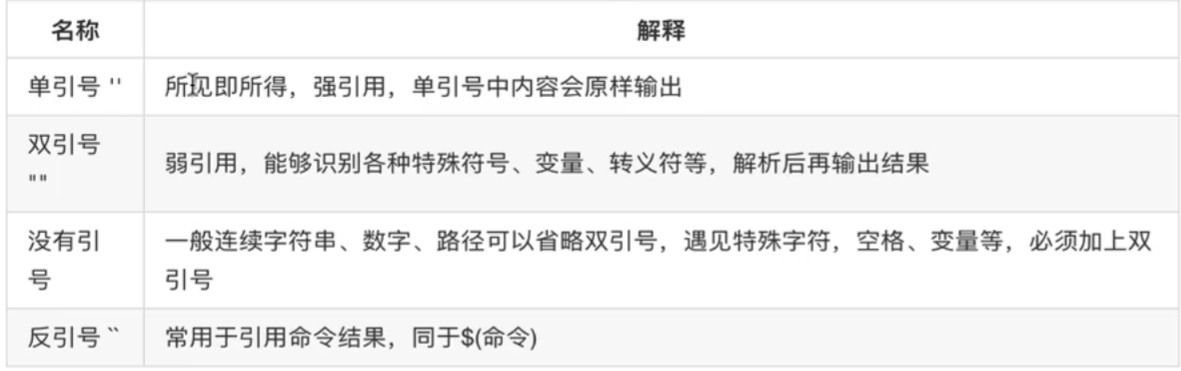 名称 解释
单引号 '' 所见即所得，强引用，单引号中内容会原样输出
双引号
""
弱引用，能够识别各种特殊符号、变量、转义符等，解析后再输出结果
没有引
号
一般连续字符串、数字、路径可以省略双引号，遇见特殊字符，空格、变量等，必须加上双
引号
反引号 `` 常用于引用命令结果，同于$(命令)